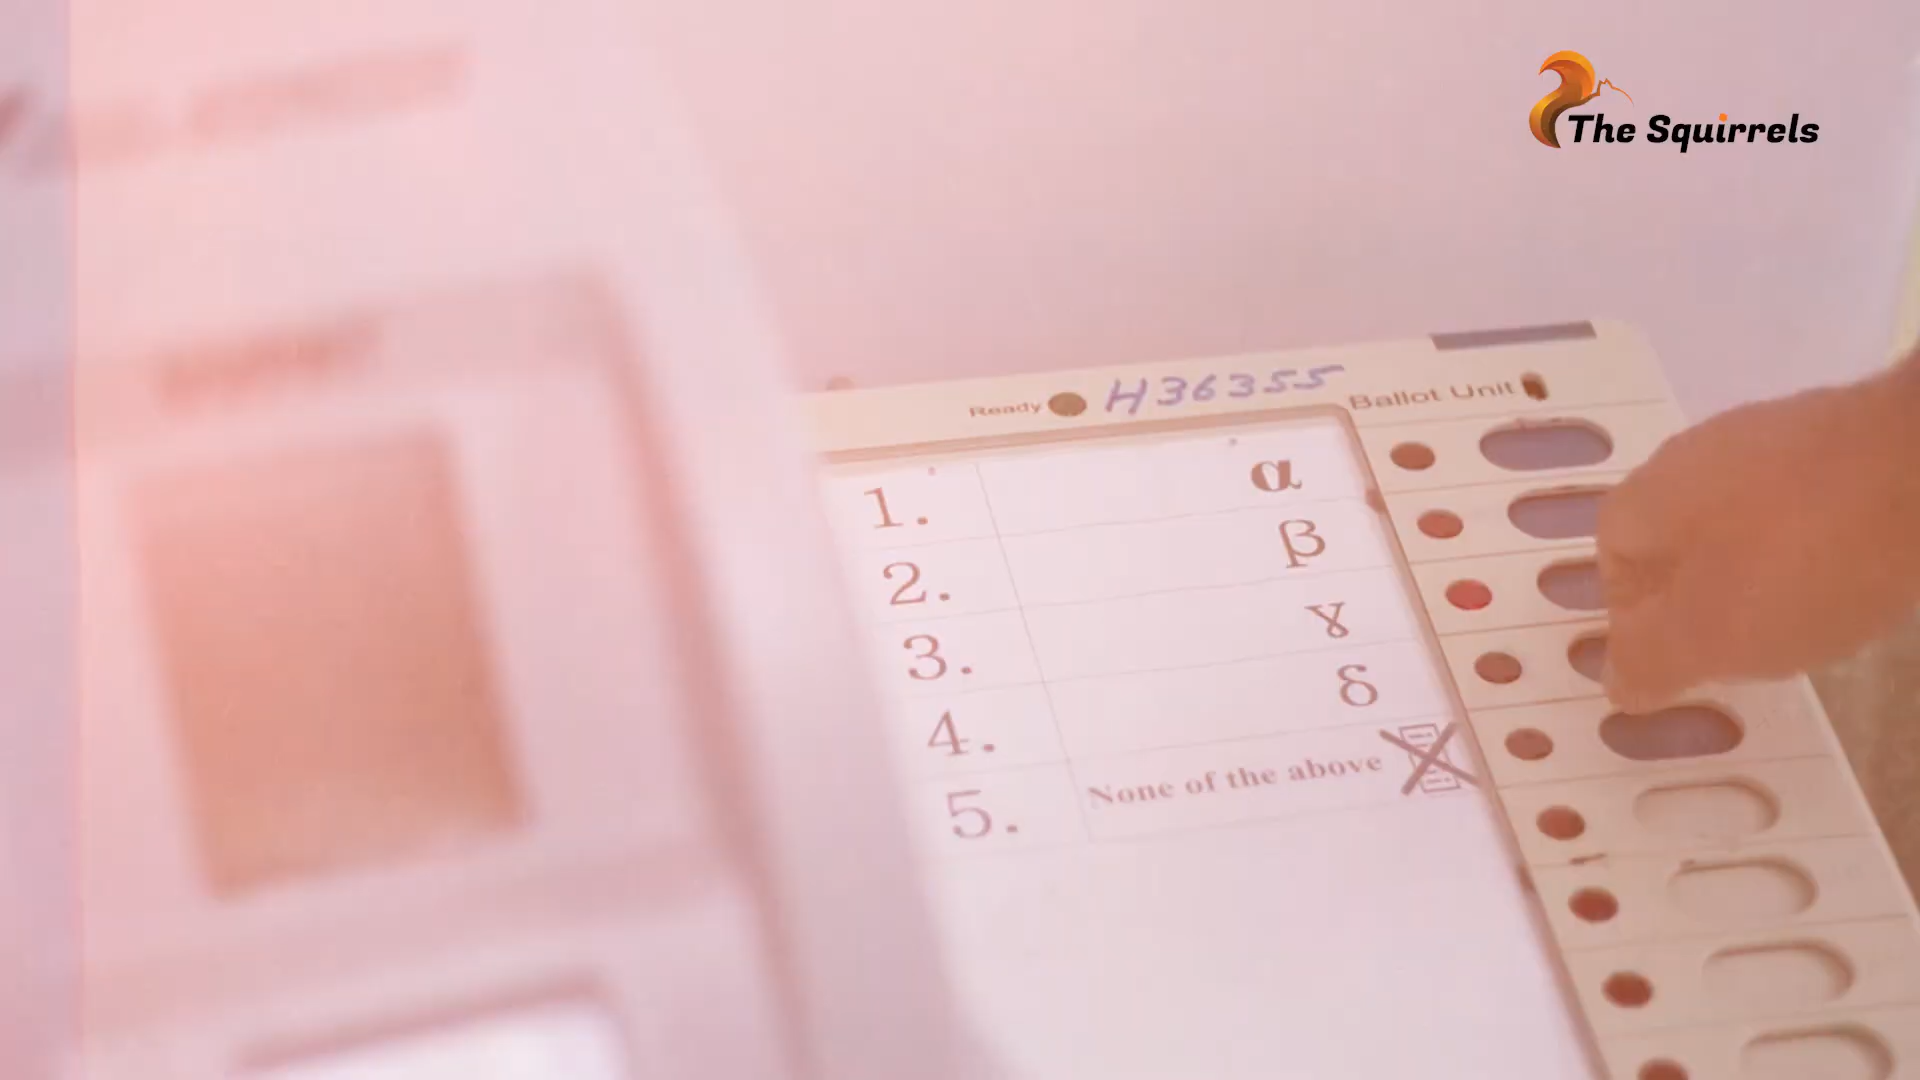 The Squirrels
Ready H36355 Ballot Unit
1. α
2. β
3. γ
4. δ
5. None of the above